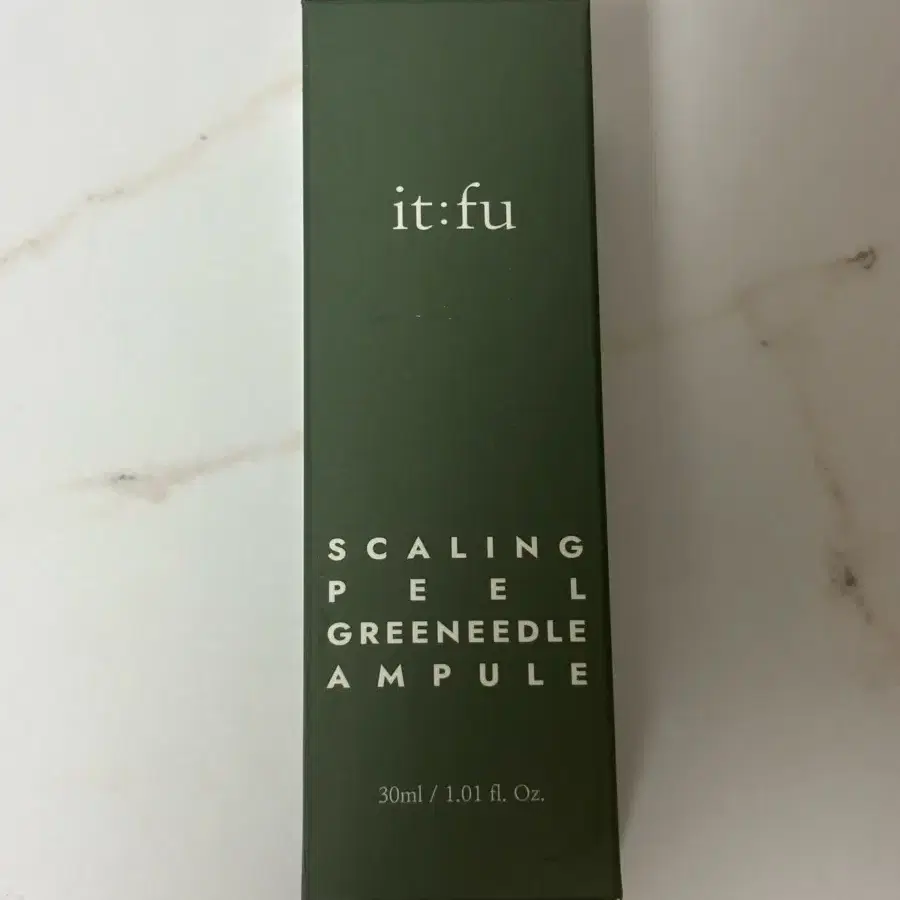 it:fu
SCALING
PEEL
GREENEEDLE
AMPULE
30ml / 1.01 fl. Oz.